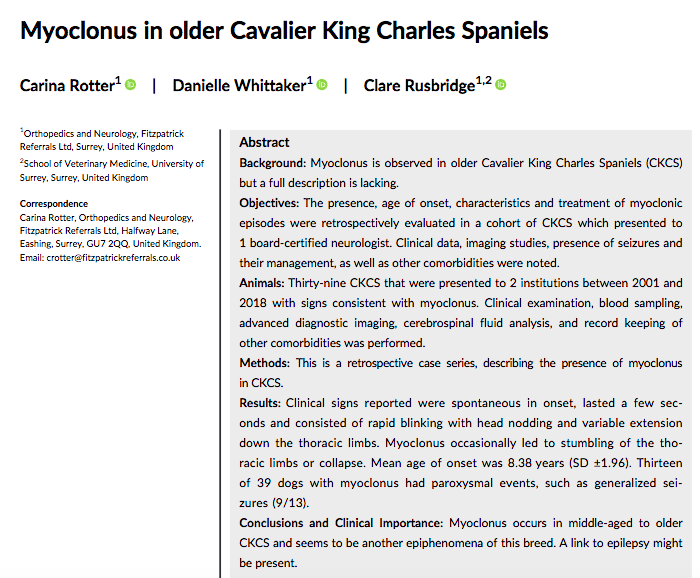 Myoclonus in older Cavalier King Charles Spaniels
Carina Rotter1 | Danielle Whittaker1 | Clare Rusbridge1,2
1Orthopedics and Neurology, Fitzpatrick
Referrals Ltd, Surrey, United Kingdom
2School of Veterinary Medicine, University of
Surrey, Surrey, United Kingdom
Correspondence
Carina Rotter, Orthopedics and Neurology,
Fitzpatrick Referrals Ltd, Halfway Lane,
Eashing, Surrey, GU7 2QQ, United Kingdom.
Email: crotter@fitzpatrickreferrals.co.uk
Abstract
Background: Myoclonus is observed in older Cavalier King Charles Spaniels (CKCS)
but a full description is lacking.
Objectives: The presence, age of onset, characteristics and treatment of myoclonic
episodes were retrospectively evaluated in a cohort of CKCS which presented to
1 board-certified neurologist. Clinical data, imaging studies, presence of seizures and
their management, as well as other comorbidities were noted.
Animals: Thirty-nine CKCS that were presented to 2 institutions between 2001 and
2018 with signs consistent with myoclonus. Clinical examination, blood sampling,
advanced diagnostic imaging, cerebrospinal fluid analysis, and record keeping of
other comorbidities was performed.
Methods: This is a retrospective case series, describing the presence of myoclonus
in CKCS.
Results: Clinical signs reported were spontaneous in onset, lasted a few sec-
onds and consisted of rapid blinking with head nodding and variable extension
down the thoracic limbs. Myoclonus occasionally led to stumbling of the tho-
racic limbs or collapse. Mean age of onset was 8.38 years (SD ±1.96). Thirteen
of 39 dogs with myoclonus had paroxysmal events, such as generalized sei-
zures (9/13).
Conclusions and Clinical Importance: Myoclonus occurs in middle-aged to older
CKCS and seems to be another epiphenomena of this breed. A link to epilepsy might
be present.